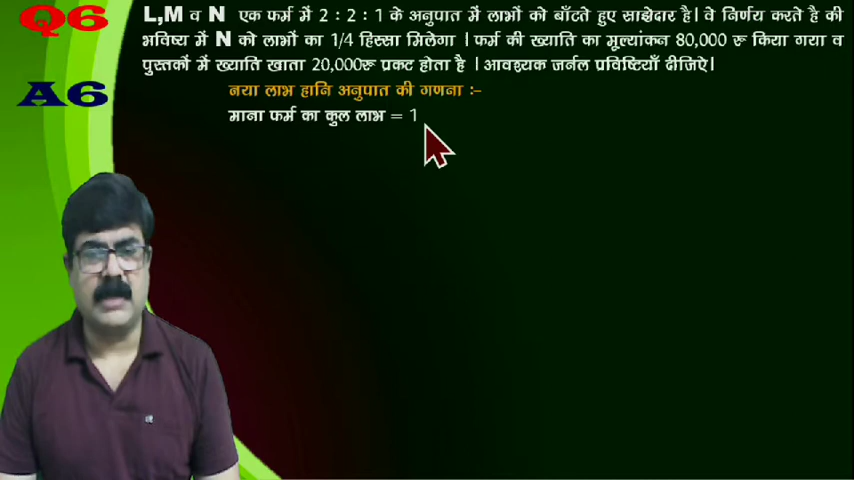 Q6
L,M व N एक फर्म में 2 : 2 : 1 के अनुपात में लाभों को बाँटते हुए साझेदार है। वे निर्णय करते है की
भविष्य में N को लाभों का 1/4 हिस्सा मिलेगा । फर्म की ख्याति का मूल्यांकन 80,000 रु किया गया व
पुस्तकों में ख्याति खाता 20,000रू प्रकट होता है । आवश्यक जर्नल प्रविष्टियाँ दीजिऐ।
A6
नया लाभ हानि अनुपात की गणना :-
माना फर्म का कुल लाभ = 1